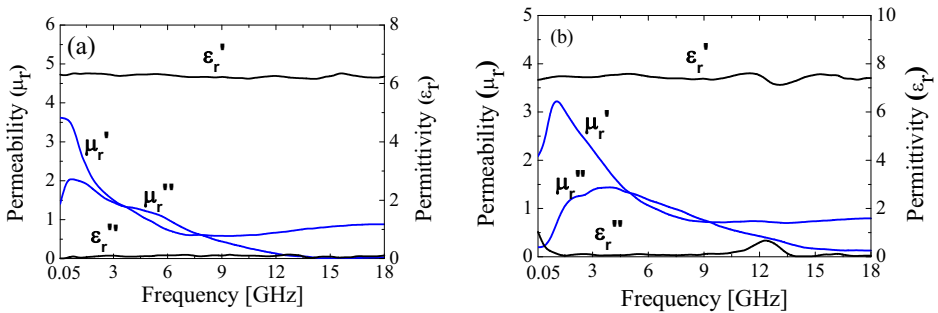 (a)
εr'
μr'
μr''
εr''
Permeability (μr)
Permittivity (εr)
6
5
4
3
2
1
0
8
6
4
2
0
0.05 3 6 9 12 15 18
Frequency [GHz]
(b)
εr'
μr'
μr''
εr''
Permeability (μr)
Permittivity (εr)
5
4
3
2
1
0
10
8
6
4
2
0
0.05 3 6 9 12 15 18
Frequency [GHz]